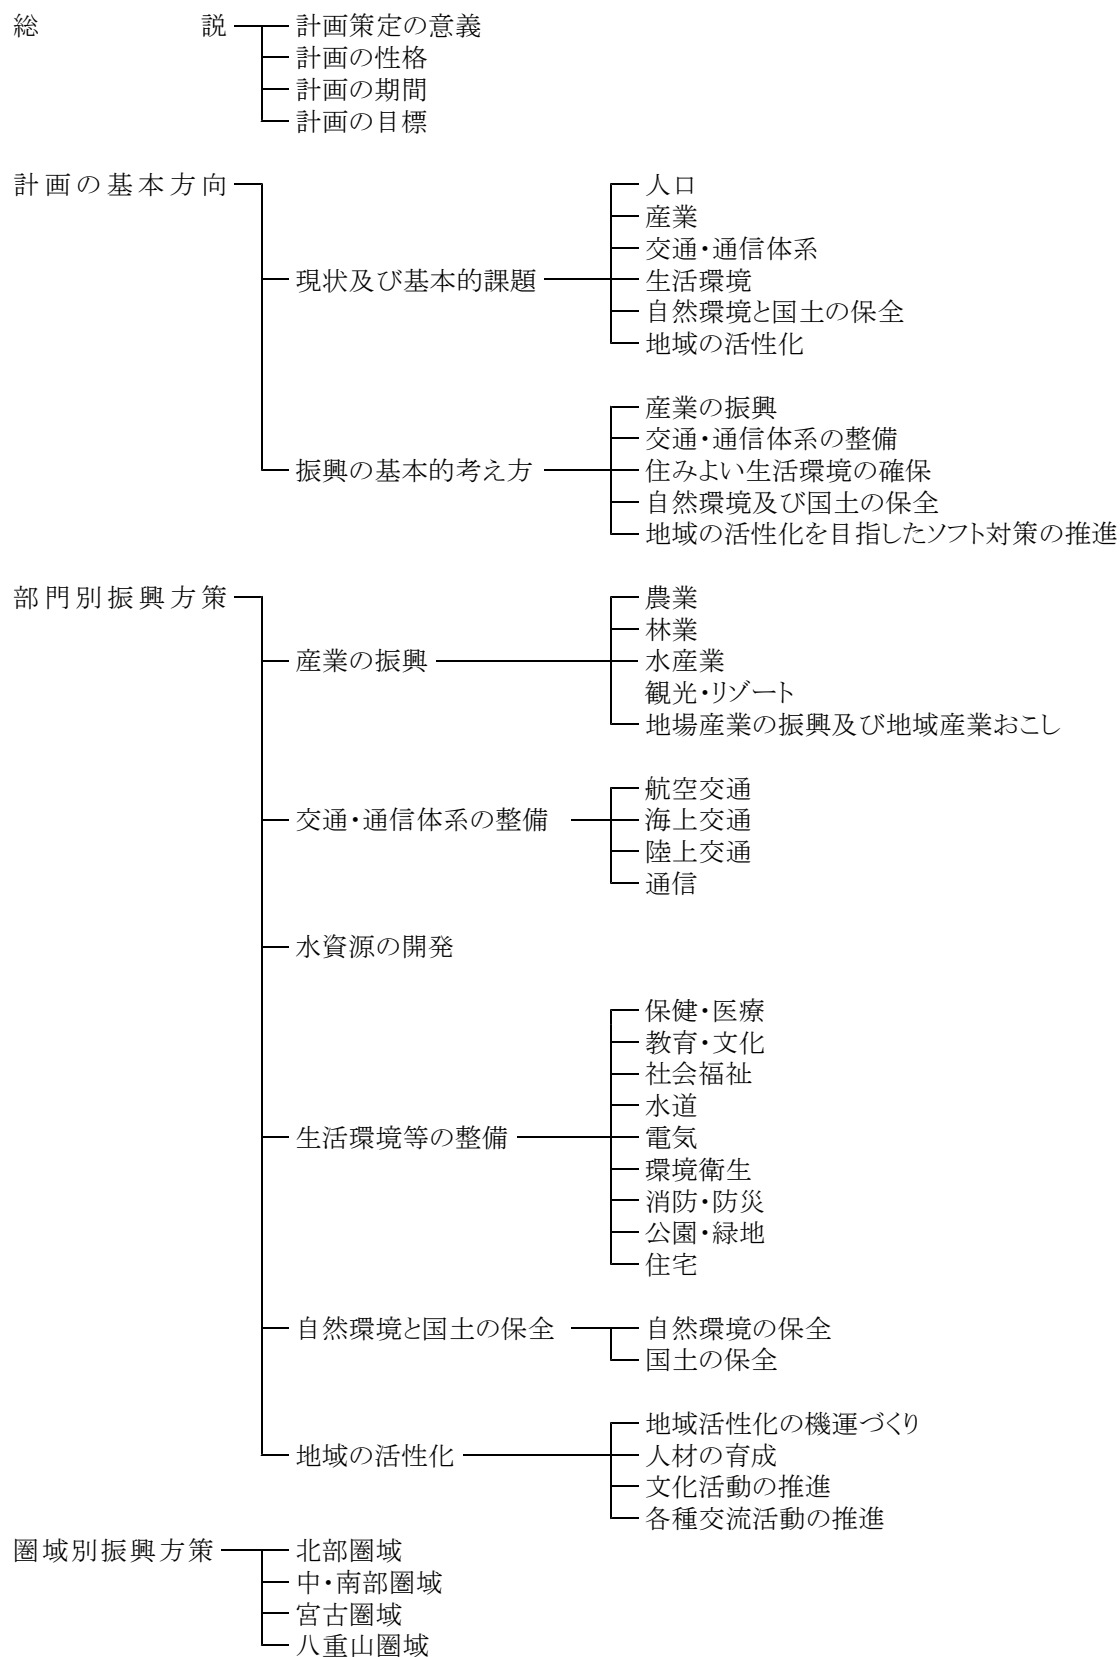 総説 計画策定の意義
計画の性格
計画の期間
計画の目標
計画の基本方向 人口
産業
交通・通信体系
現状及び基本的課題 生活環境
自然環境と国土の保全
地域の活性化
産業の振興
交通・通信体系の整備
振興の基本的考え方 住みよい生活環境の確保
自然環境及び国土の保全
地域の活性化を目指したソフト対策の推進
部門別振興方策 農業
林業
産業の振興 水産業
観光・リゾート
地場産業の振興及び地域産業おこし
航空交通
交通・通信体系の整備 海上交通
陸上交通
通信
水資源の開発
保健・医療
教育・文化
社会福祉
水道
生活環境等の整備 電気
環境衛生
消防・防災
公園・緑地
住宅
自然環境と国土の保全 自然環境の保全
国土の保全
地域活性化の機運づくり
地域の活性化 人材の育成
文化活動の推進
各種交流活動の推進
圏域別振興方策 北部圏域
中・南部圏域
宮古圏域
八重山圏域